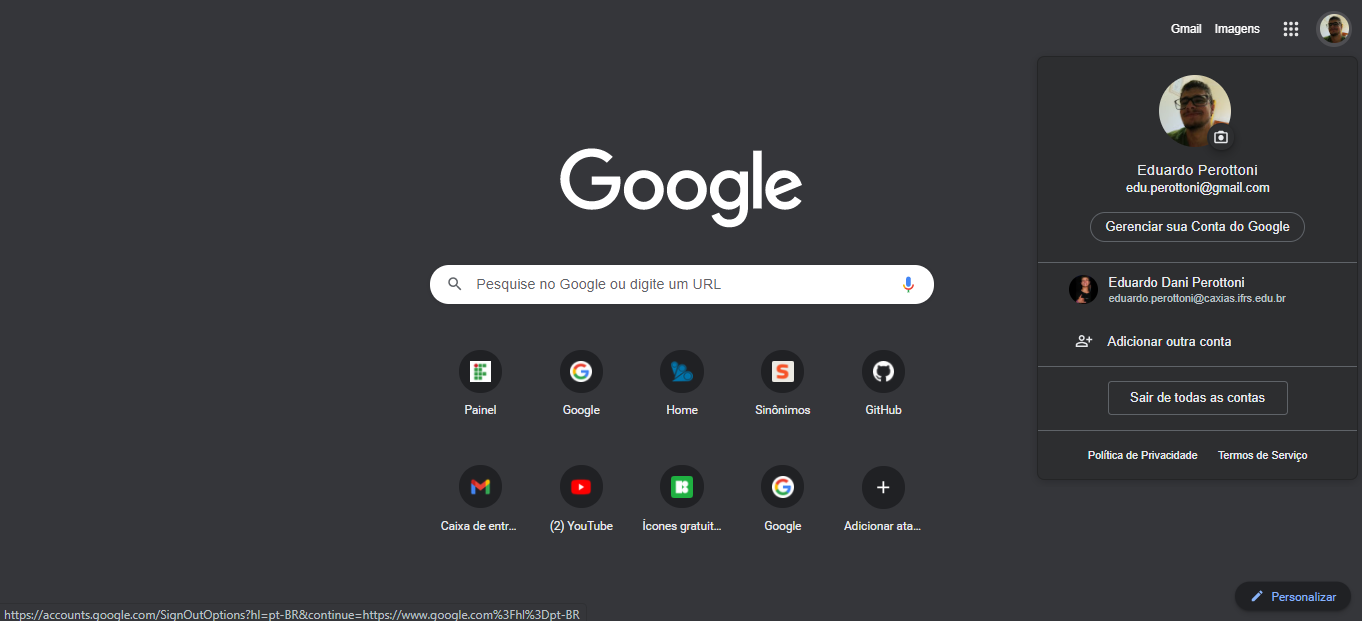 Gmail Imagens
Eduardo Perottoni
edu.perottoni@gmail.com
Gerenciar sua Conta do Google
Eduardo Dani Perottoni
eduardo.perottoni@caxias.ifrs.edu.br
Adicionar outra conta
Sair de todas as contas
Política de Privacidade Termos de Serviço
Google
Pesquise no Google ou digite um URL
S
Painel Google Home Sinônimos GitHub
Caixa de entr... (2) YouTube Ícones gratuit... Google Adicionar ata...
Personalizar
https://accounts.google.com/SignOutOptions?hl=pt-BR&continue=https://www.google.com%3Fhl%3Dpt-BR